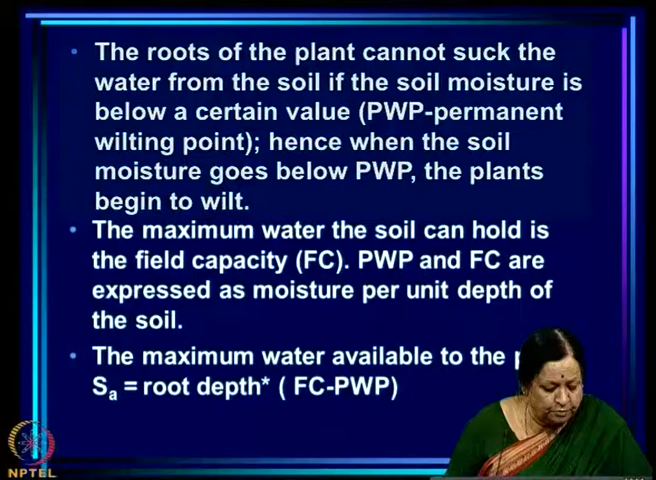 • The roots of the plant cannot suck the
water from the soil if the soil moisture is
below a certain value (PWP-permanent
wilting point); hence when the soil
moisture goes below PWP, the plants
begin to wilt.
• The maximum water the soil can hold is
the field capacity (FC). PWP and FC are
expressed as moisture per unit depth of
the soil.
• The maximum water available to the
Sa = root depth* ( FC-PWP)
NPTEL